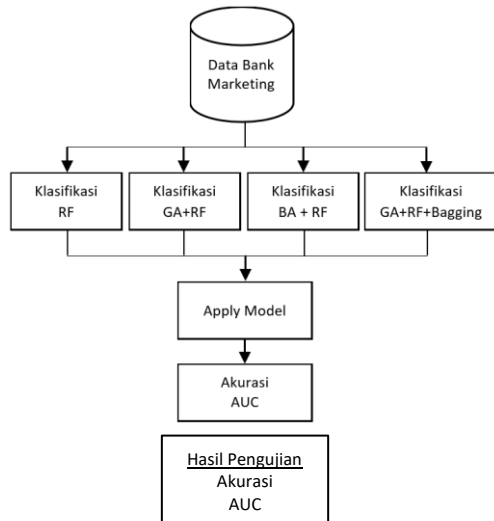 Data Bank
Marketing
Klasifikasi
RF
Klasifikasi
GA+RF
Klasifikasi
BA + RF
Klasifikasi
GA+RF+Bagging
Apply Model
Akurasi
AUC
Hasil Pengujian
Akurasi
AUC